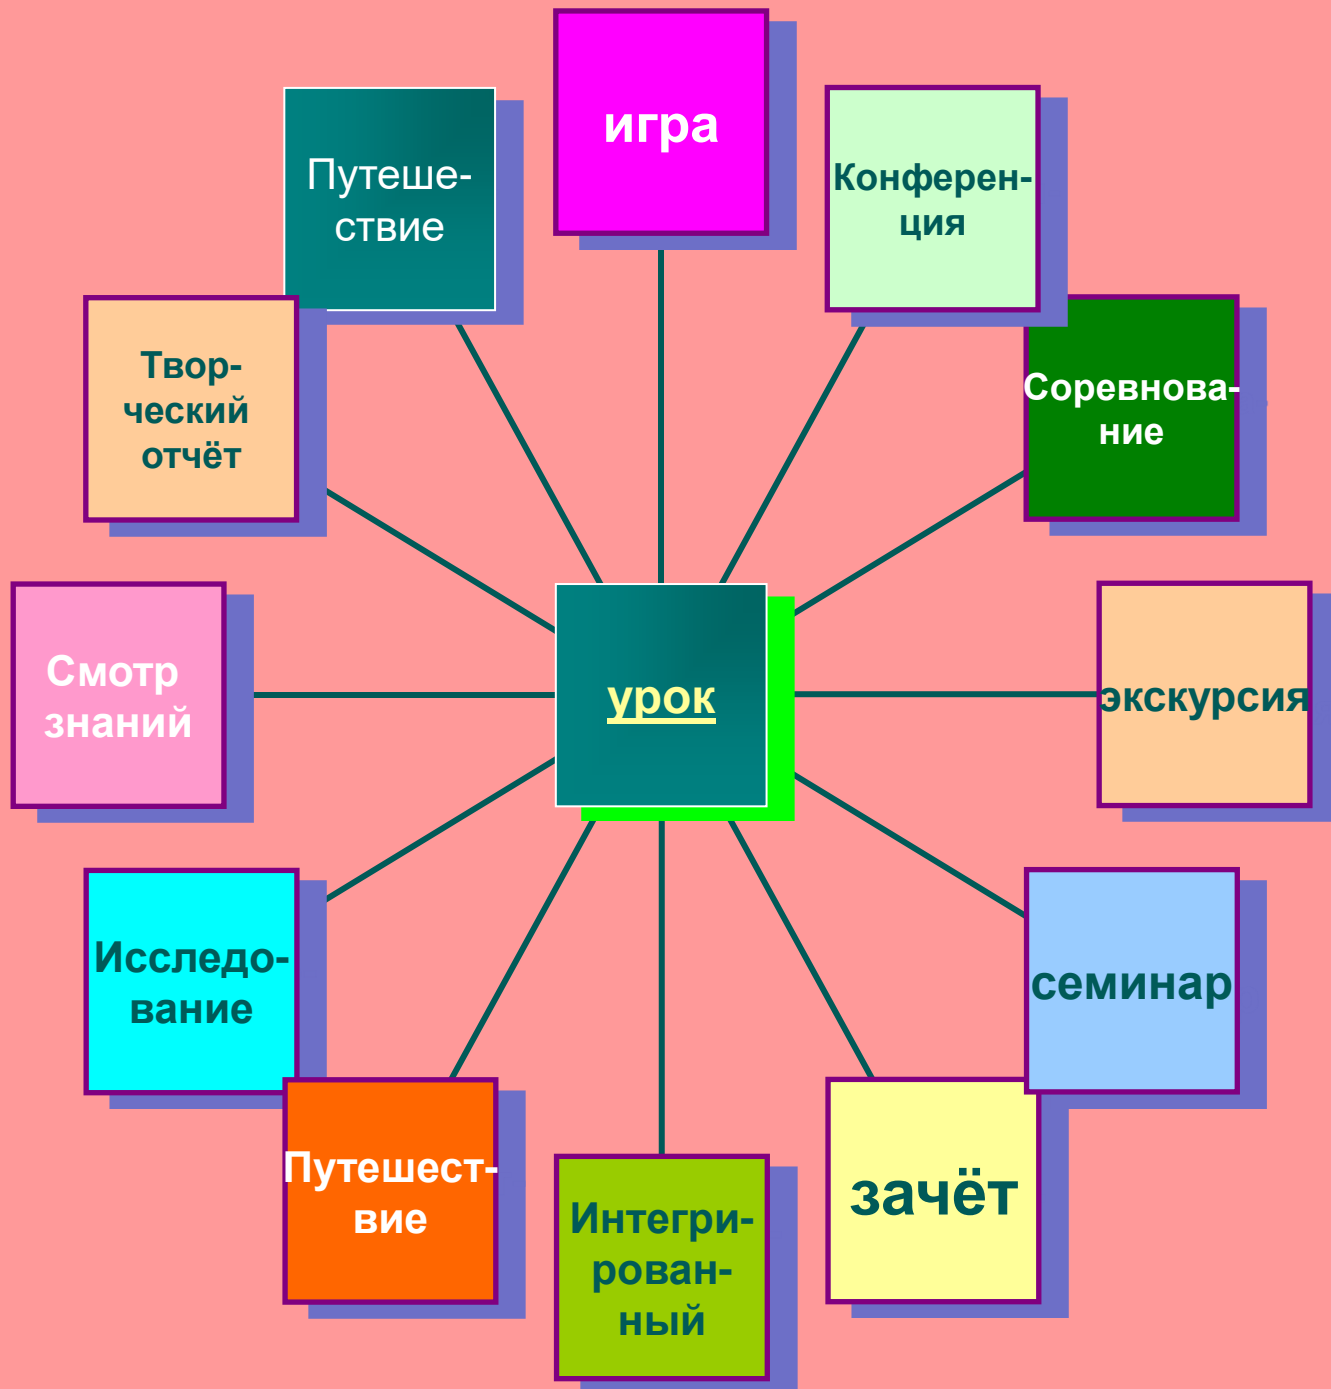 игра
Путеше-
ствие
Конферен-
ция
Твор-
ческий
отчёт
Соревнова-
ние
Смотр
знаний
урок
экскурсия
Исследо-
вание
семинар
Путешест-
вие
зачёт
Интегри-
рован-
ный